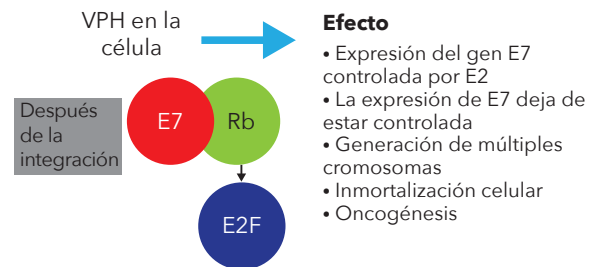 VPH en la
célula
Después
de la
integración
E7
Rb
E2F
Efecto
• Expresión del gen E7
controlada por E2
• La expresión de E7 deja de
estar controlada
• Generación de múltiples
cromosomas
• Inmortalización celular
• Oncogénesis